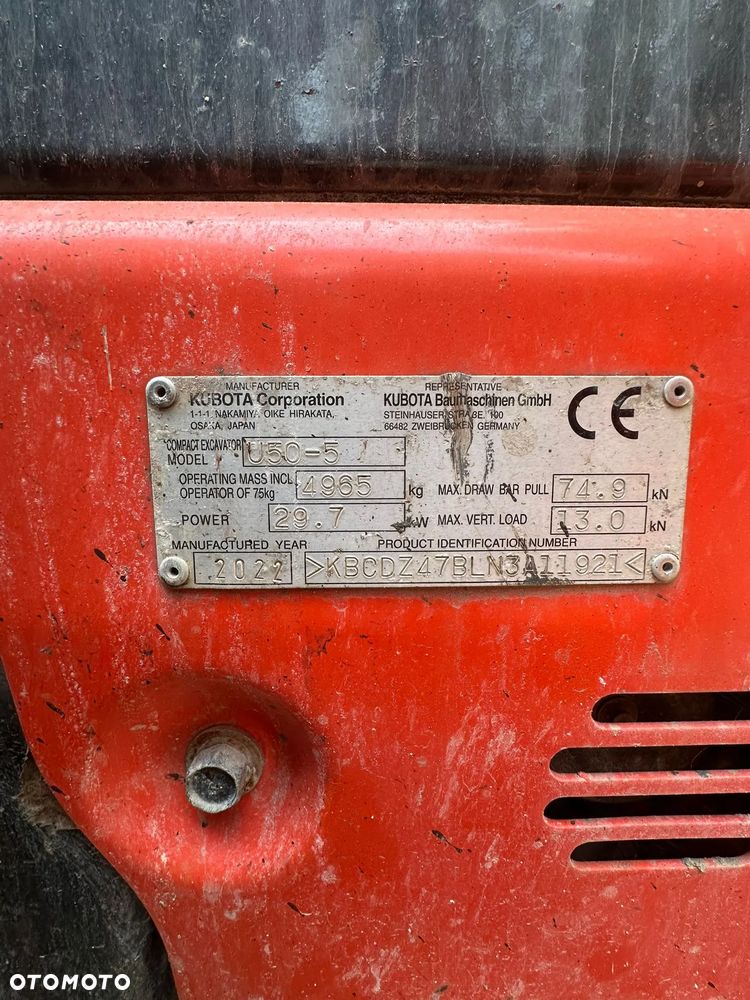 MANUFACTURER
KUBOTA Corporation
1-1-1, NAKAMIYA OIKE HIRAKATA,
OSAKA, JAPAN
REPRESENTATIVE
KUBOTA Baumaschinen GmbH
STEINHAUSER STRAßE 100
66482 ZWEIBRÜCKEN GERMANY
CE
COMPACT EXCAVATOR
MODEL U50-5
OPERATING MASS INCL.
OPERATOR OF 75kg 4965 kg
MAX. DRAW BAR PULL 74.9 kN
POWER 29.7 kW
MAX. VERT. LOAD 13.0 kN
MANUFACTURED YEAR
2022
PRODUCT IDENTIFICATION NUMBER
>KBCDZ47BLN3A11921<
OTOMOTO